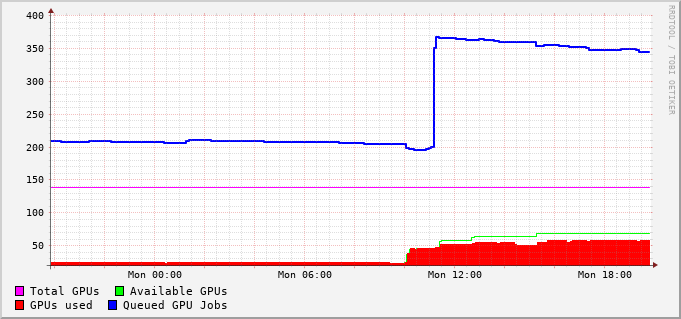 400
350
300
250
200
150
100
50
Mon 00:00 Mon 06:00 Mon 12:00 Mon 18:00
Total GPUs Available GPUs
GPUs used Queued GPU Jobs
RRDTOOL / TOBI OETIKER